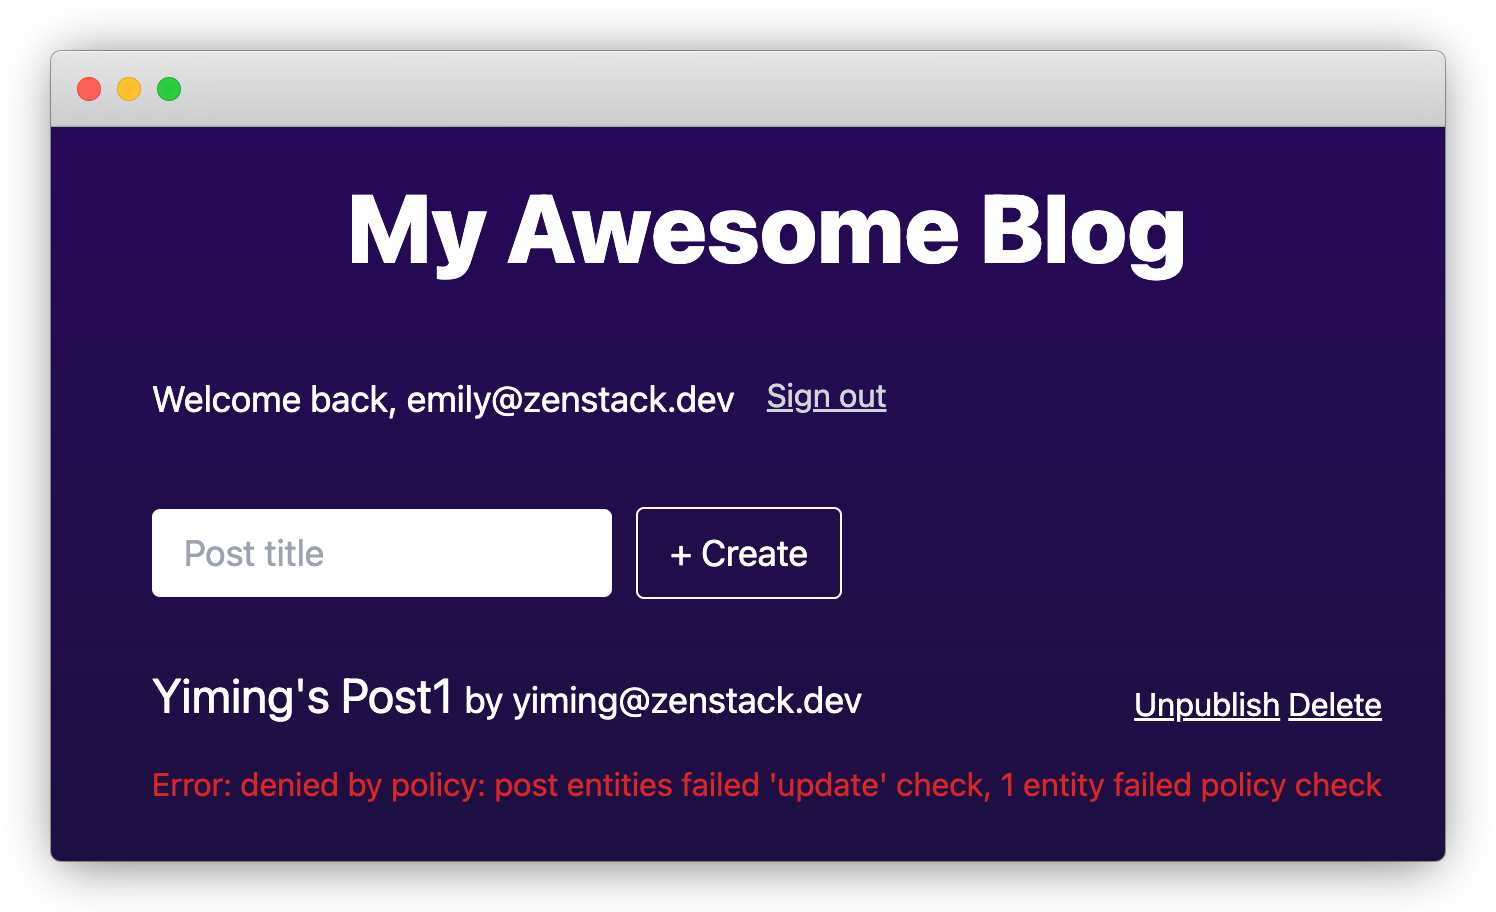 My Awesome Blog
Welcome back, emily@zenstack.dev Sign out
Post title + Create
Yiming's Post1 by yiming@zenstack.dev Unpublish Delete
Error: denied by policy: post entities failed 'update' check, 1 entity failed policy check